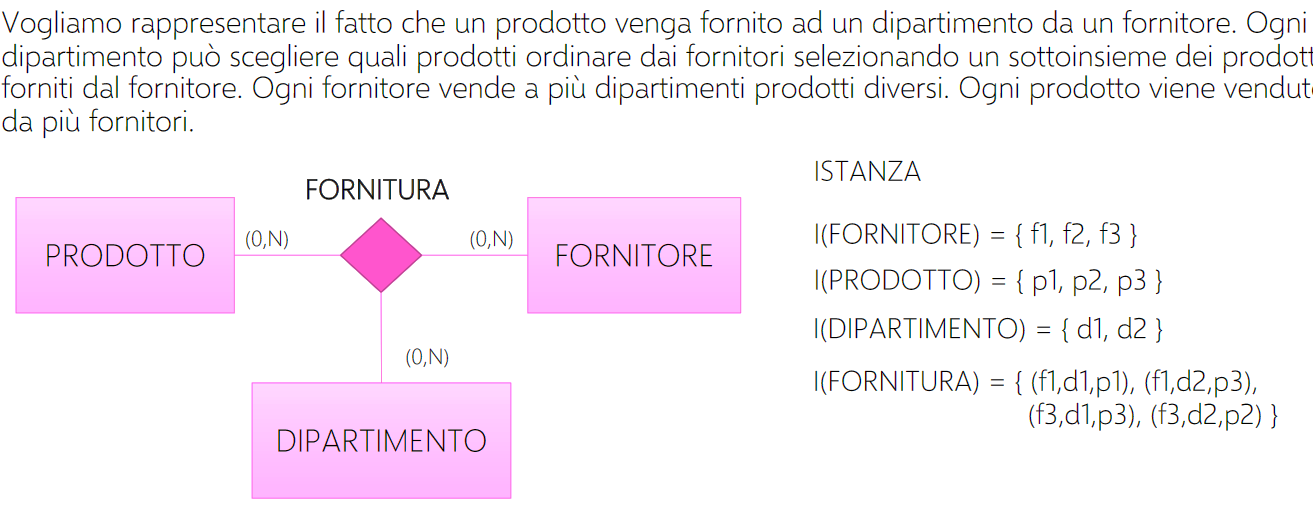 Vogliamo rappresentare il fatto che un prodotto venga fornito ad un dipartimento da un fornitore. Ogni
dipartimento può scegliere quali prodotti ordinare dai fornitori selezionando un sottoinsieme dei prodott
forniti dal fornitore. Ogni fornitore vende a più dipartimenti prodotti diversi. Ogni prodotto viene vendut
da più fornitori.
FORNITURA
PRODOTTO
(0,N)
(0,N)
FORNITORE
(0,N)
DIPARTIMENTO
ISTANZA
I(FORNITORE) = { f1, f2, f3 }
I(PRODOTTO) = { p1, p2, p3 }
I(DIPARTIMENTO) = { d1, d2 }
I(FORNITURA) = { (f1,d1,p1), (f1,d2,p3),
(f3,d1,p3), (f3,d2,p2) }